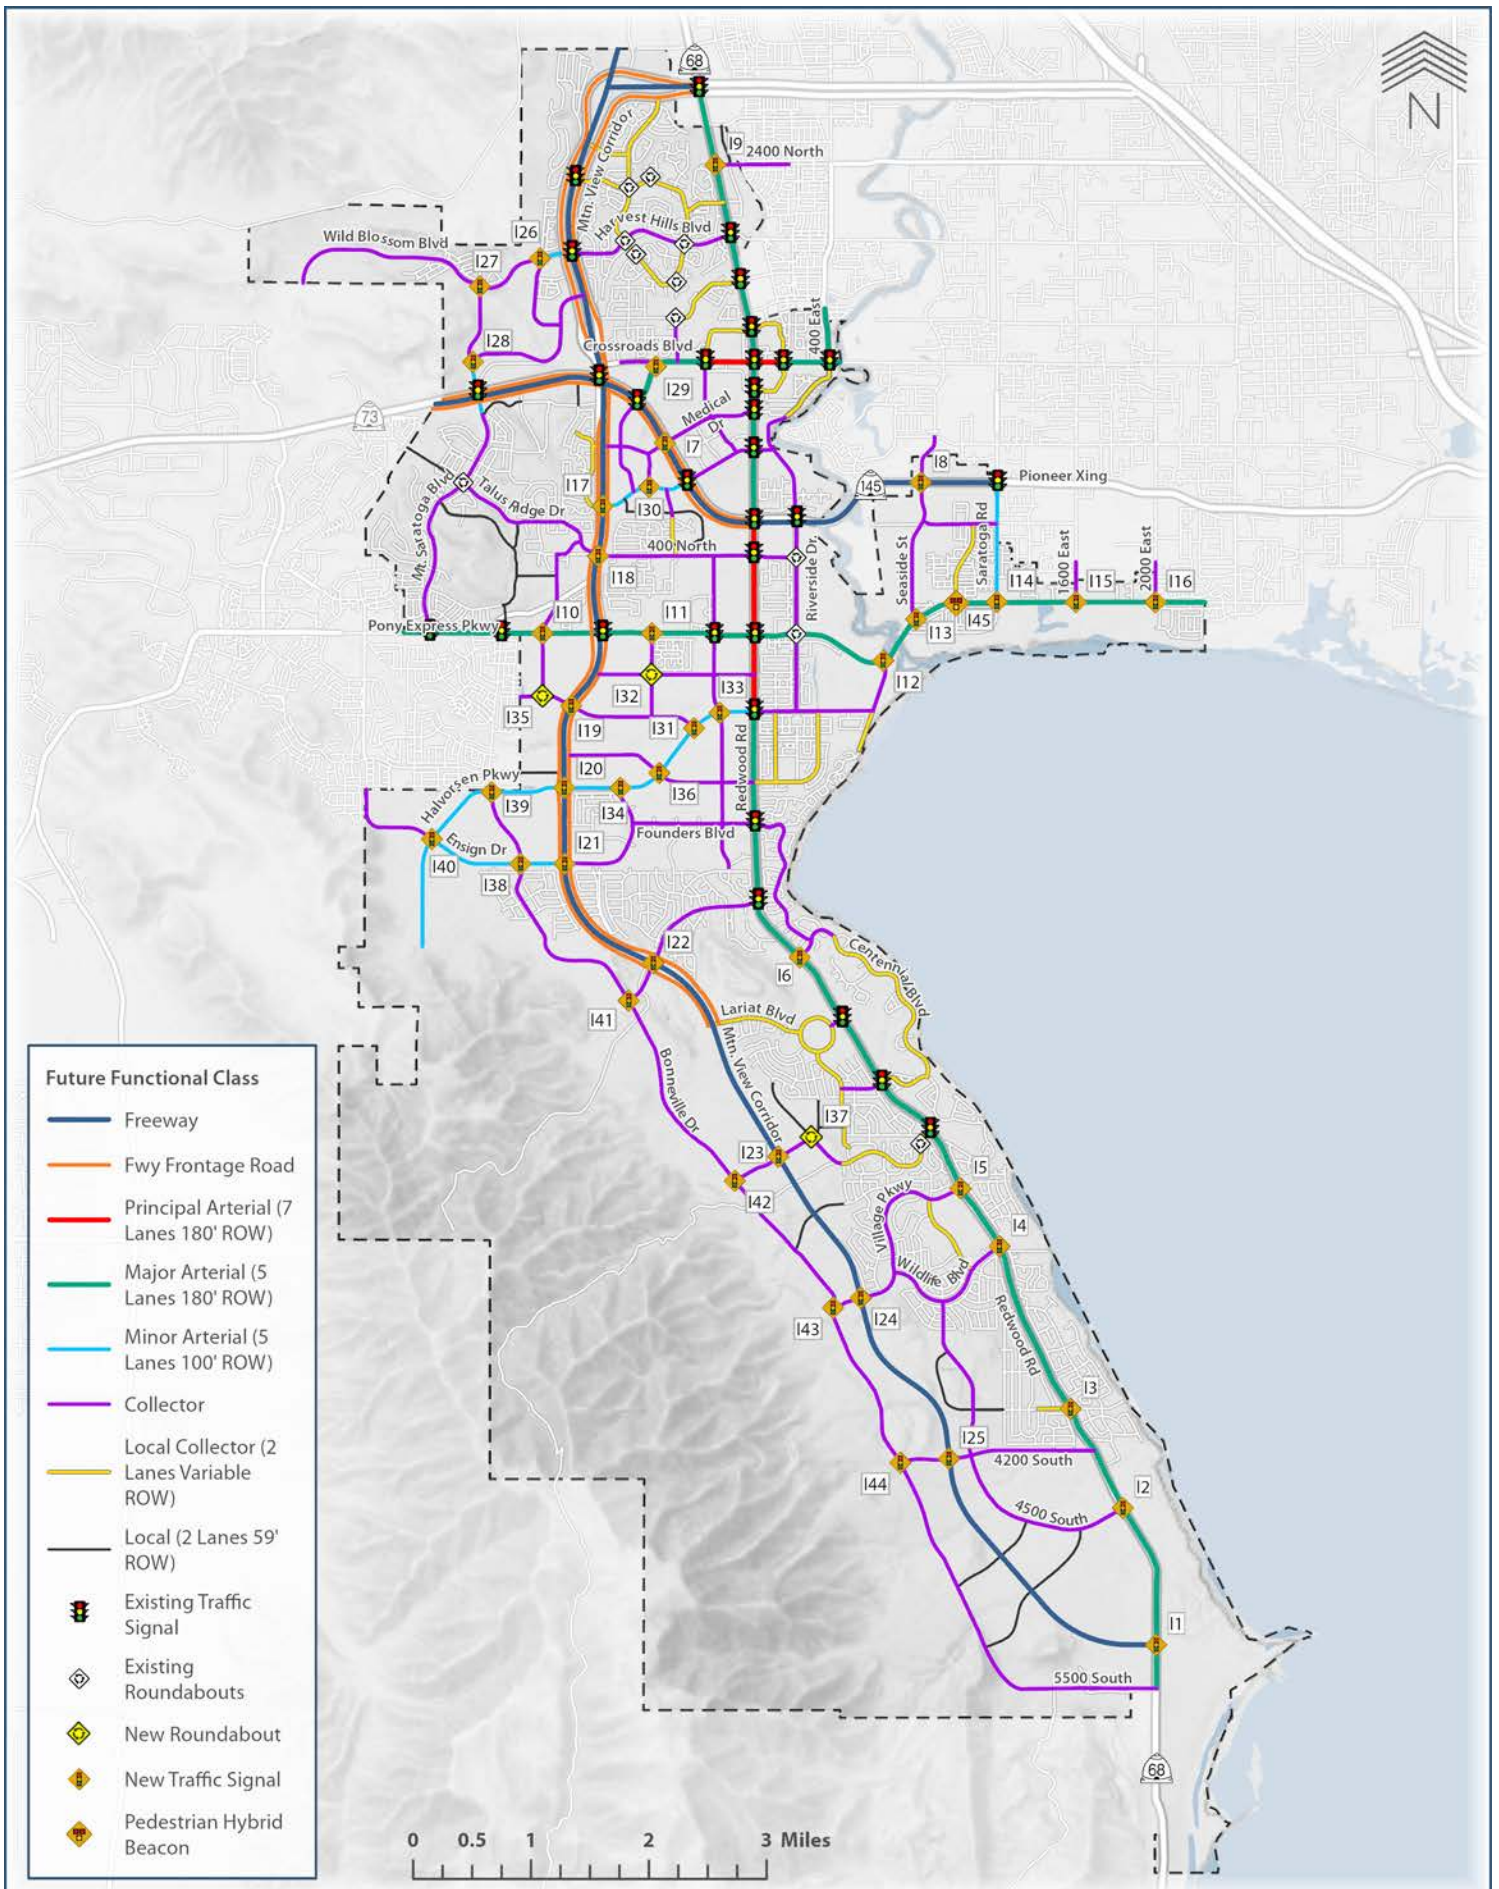 68
N
I9
2400 North
Mtn. View Corridor
Harvest Hills Blvd
I26
Wild Blossom Blvd
I27
400 East
I28
Crossroads Blvd
I29
73
Medical
Dr
I7
I8
Pioneer Xing
145
I17
Mt. Saratoga Blvd
Talus Ridge Dr
I30
400 North
Riverside Dr.
Seaside St
Saratoga Rd
1600 East
2000 East
I18
I14
I15
I16
I10
I11
Pony Express Pkwy
I13
I45
I12
I32
I33
I35
I19
I31
Redwood Rd
I20
Halvorsen Pkwy
I39
I34
I36
Founders Blvd
I21
I40
Ensign Dr
I38
I22
I6
Centennial Blvd
I41
Lariat Blvd
Mtn. View Corridor
Bonneville Dr
I37
I23
I42
I5
Village Pkwy
I4
Wildlife Blvd
I24
I43
Redwood Rd
I3
I25
4200 South
I44
I2
4500 South
I1
5500 South
68
Future Functional Class
Freeway
Fwy Frontage Road
Principal Arterial (7
Lanes 180' ROW)
Major Arterial (5
Lanes 180' ROW)
Minor Arterial (5
Lanes 100' ROW)
Collector
Local Collector (2
Lanes Variable
ROW)
Local (2 Lanes 59'
ROW)
Existing Traffic
Signal
Existing
Roundabouts
New Roundabout
New Traffic Signal
Pedestrian Hybrid
Beacon
0 0.5 1 2 3 Miles